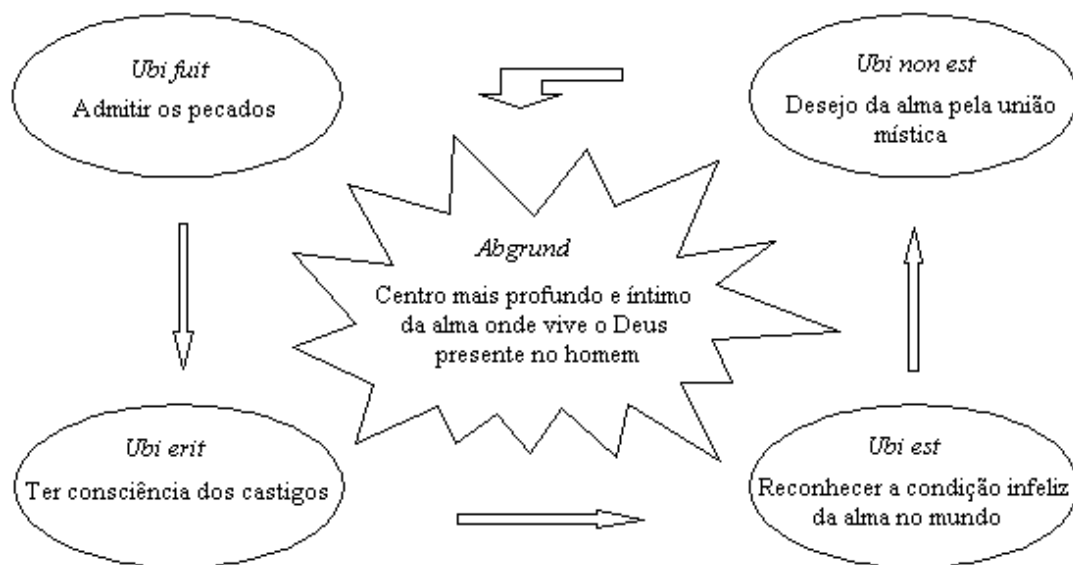 Ubi fuit
Admitir os pecados
Ubi non est
Desejo da alma pela união
mística
Abgrund
Centro mais profundo e íntimo
da alma onde vive o Deus
presente no homem
Ubi erit
Ter consciência dos castigos
Ubi est
Reconhecer a condição infeliz
da alma no mundo